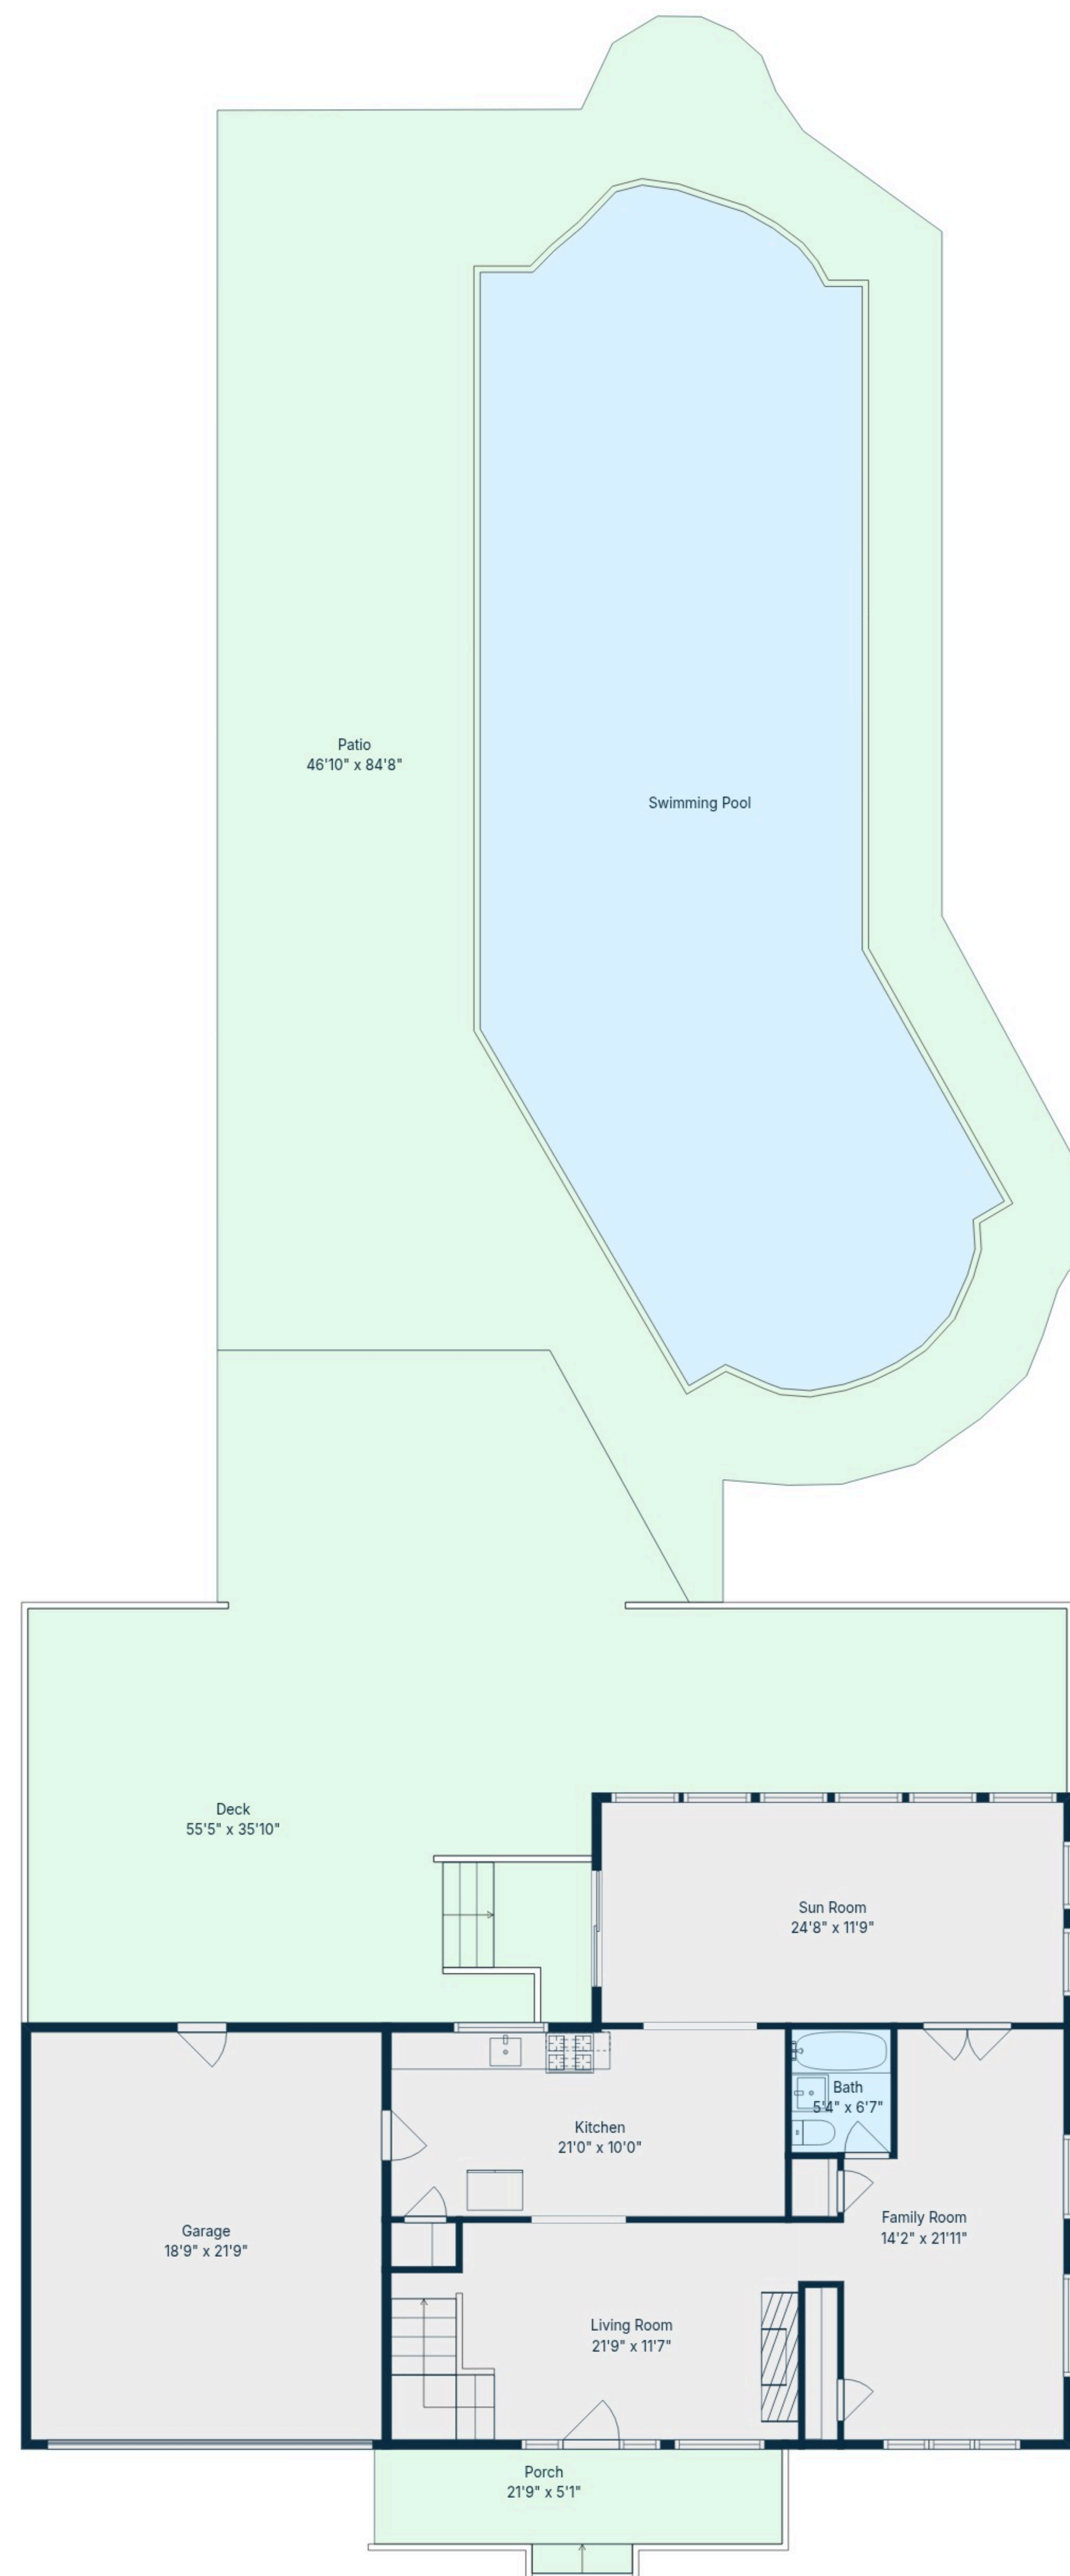 Patio
46'10" x 84'8"
Swimming Pool
Deck
55'5" x 35'10"
Sun Room
24'8" x 11'9"
Bath
5'4" x 6'7"
Kitchen
21'0" x 10'0"
Family Room
14'2" x 21'11"
Garage
18'9" x 21'9"
Living Room
21'9" x 11'7"
Porch
21'9" x 5'1"